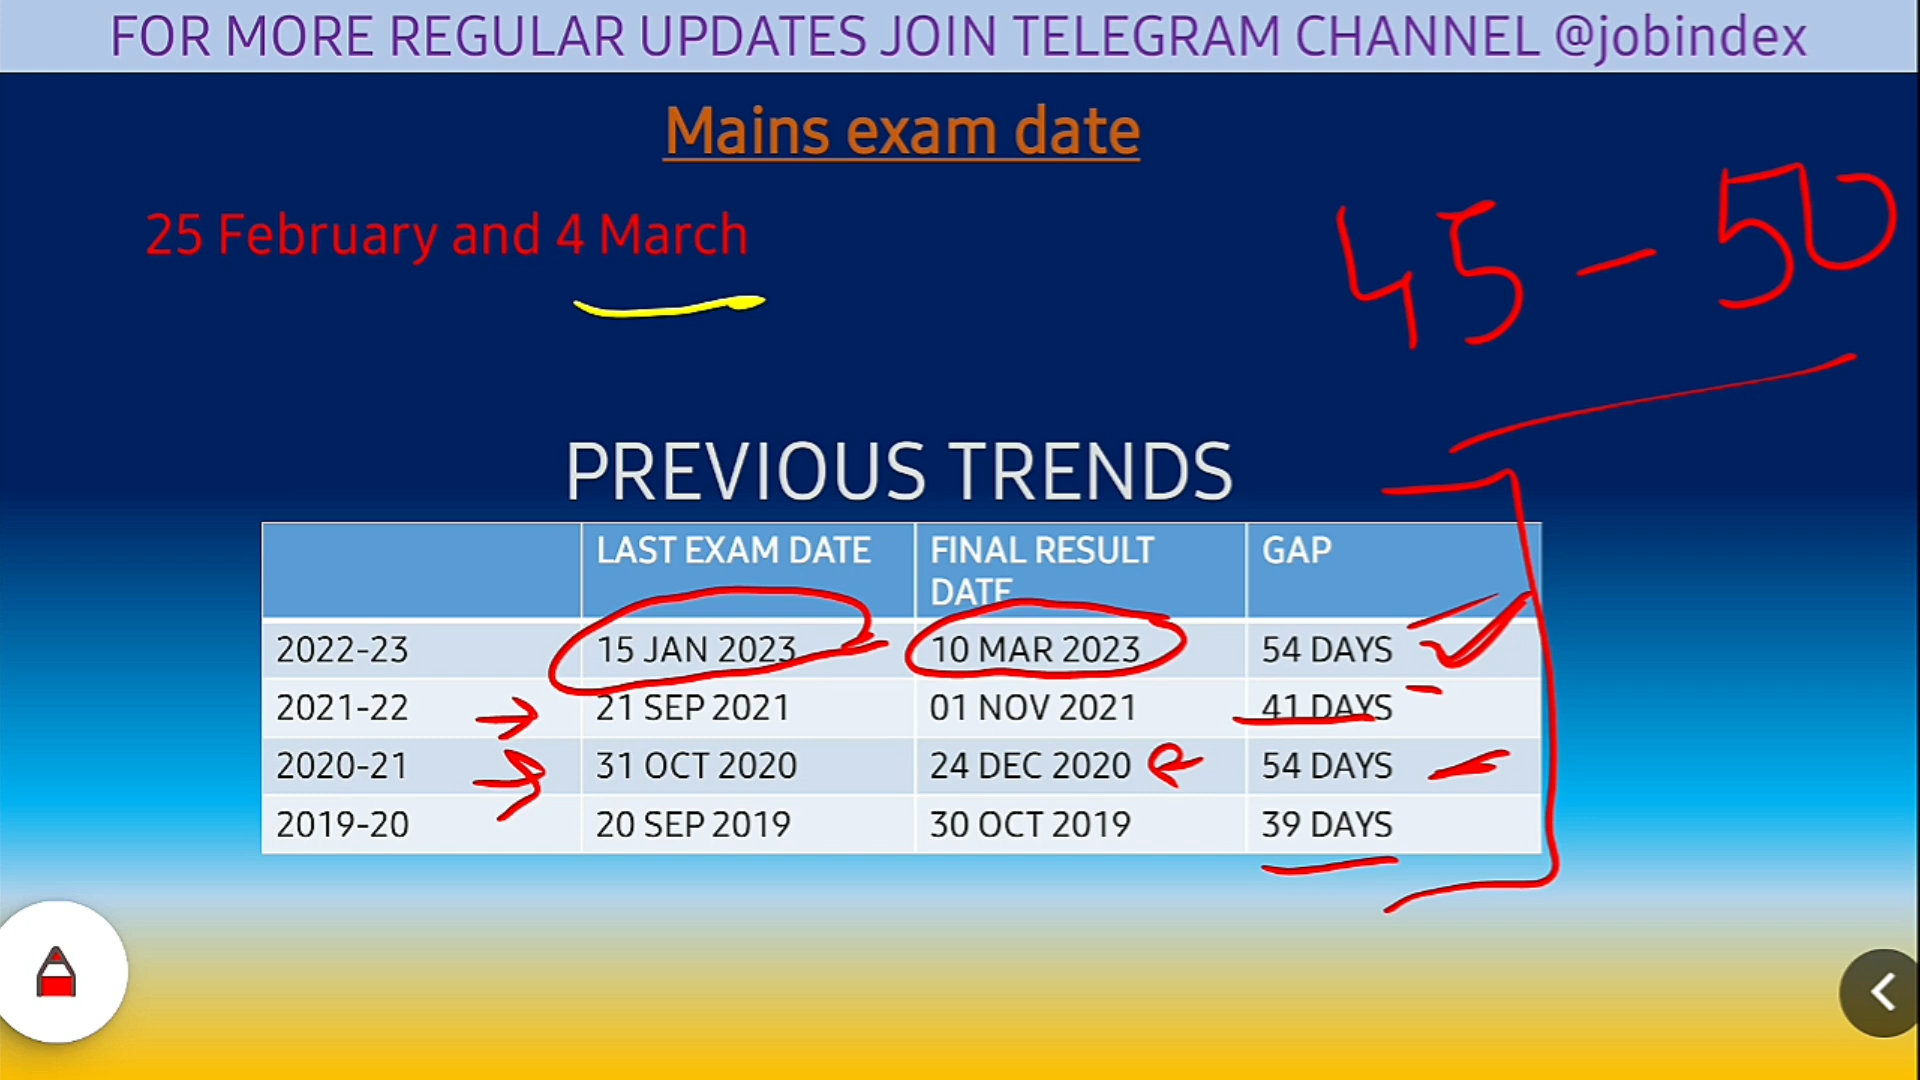 FOR MORE REGULAR UPDATES JOIN TELEGRAM CHANNEL @jobindex
Mains exam date
25 February and 4 March
45 - 50
PREVIOUS TRENDS
LAST EXAM DATE FINAL RESULT DATE GAP
2022-23 15 JAN 2023 10 MAR 2023 54 DAYS
2021-22 21 SEP 2021 01 NOV 2021 41 DAYS
2020-21 31 OCT 2020 24 DEC 2020 54 DAYS
2019-20 20 SEP 2019 30 OCT 2019 39 DAYS